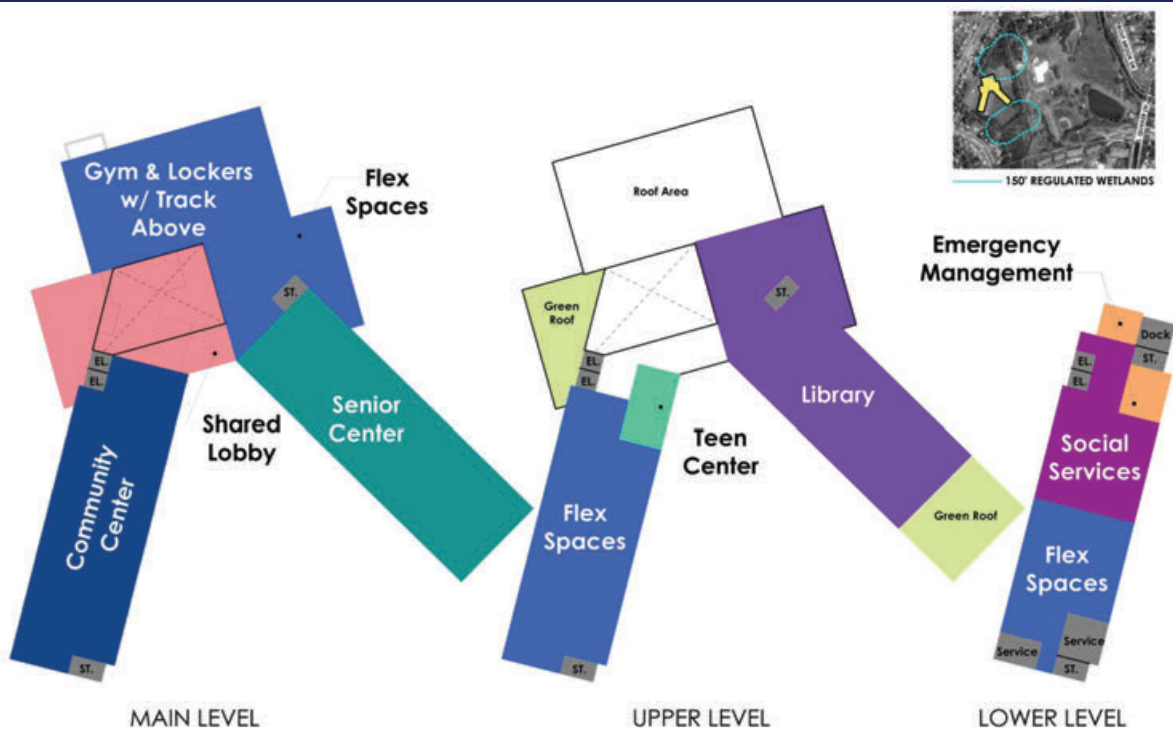 150' REGULATED WETLANDS
Gym & Lockers
w/ Track
Above
Flex
Spaces
ST.
EL.
EL.
Shared
Lobby
Senior
Center
Community
Center
ST.
MAIN LEVEL
Roof Area
Green
Roof
ST.
EL.
EL.
Library
Teen
Center
Flex
Spaces
Green Roof
ST.
UPPER LEVEL
Emergency
Management
Dock
ST.
EL.
EL.
Social
Services
Flex
Spaces
Service
Service
ST.
LOWER LEVEL